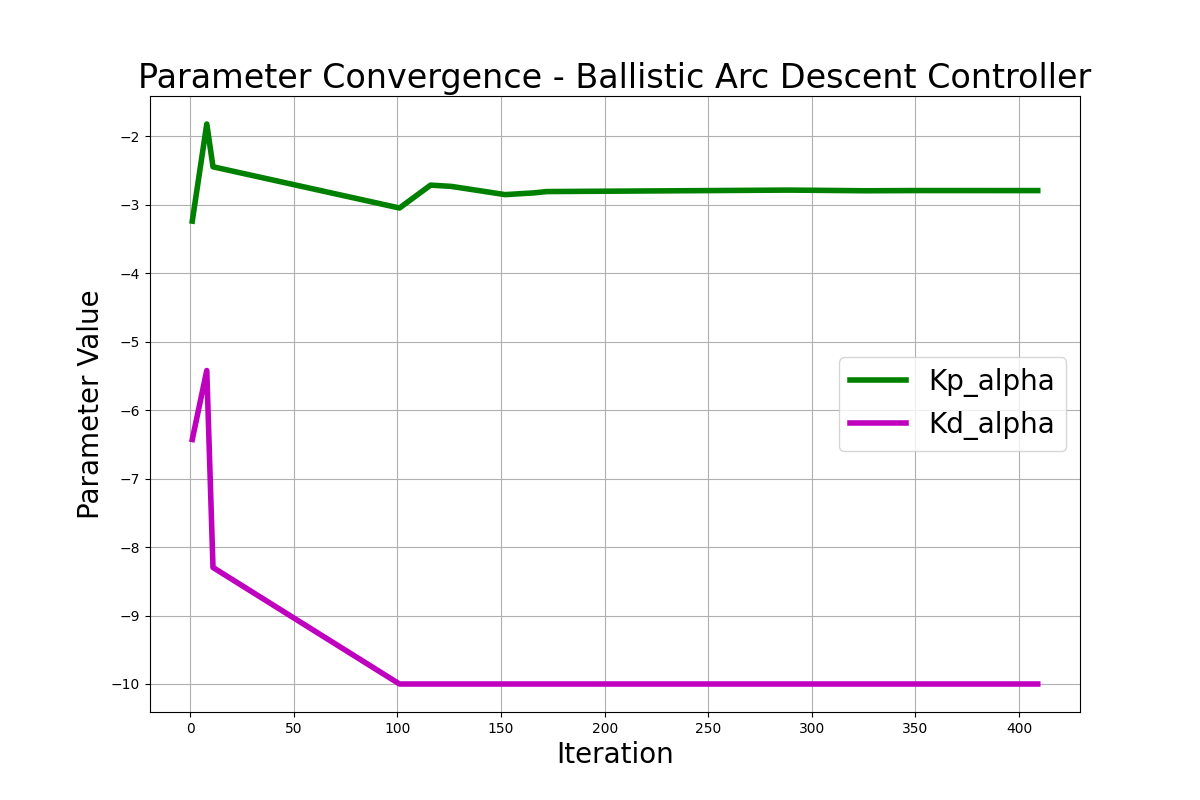 Parameter Convergence - Ballistic Arc Descent Controller
−2
−3
−4
−5
−6
−7
−8
−9
−10
Parameter Value
Kp_alpha
Kd_alpha
0 50 100 150 200 250 300 350 400
Iteration